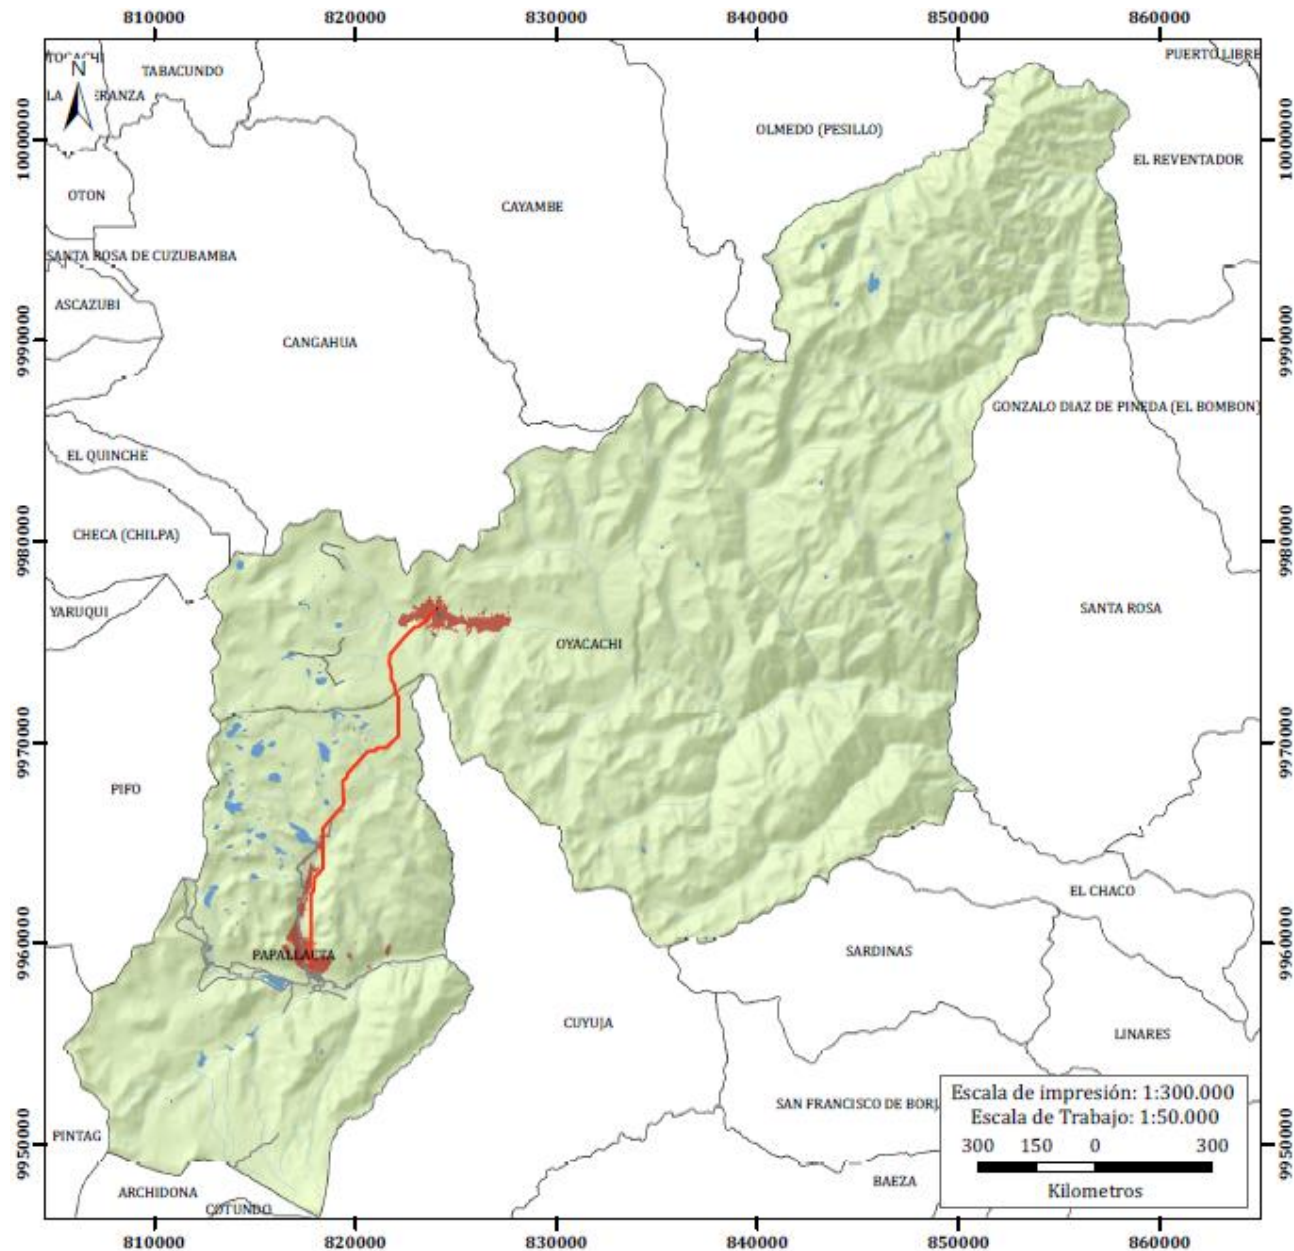 810000 820000 830000 840000 850000 860000
TOCACHI
N
TABACUNDO
PUERTO LIBRE
LA ERANZA
10000000
OLMEDO (PESILLO)
10000000
EL REVENTADOR
OTON
CAYAMBE
SANTA ROSA DE CUZUBAMBA
ASCAZUBI
9990000
CANGAHUA
9990000
GONZALO DIAZ DE PINEDA (EL BOMBON)
EL QUINCHE
CHECA (CHILPA)
9980000
9980000
YARUQUI
SANTA ROSA
OYACACHI
9970000
9970000
PIFO
EL CHACO
9960000
PAPALLACTA
SARDINAS
9960000
CUYUJA
LINARES
Escala de impresión: 1:300.000
SAN FRANCISCO DE BORJ
Escala de Trabajo: 1:50.000
PINTAG
9950000
300 150 0 300
9950000
BAEZA
Kilometros
ARCHIDONA
COTUNDO
810000 820000 830000 840000 850000 860000